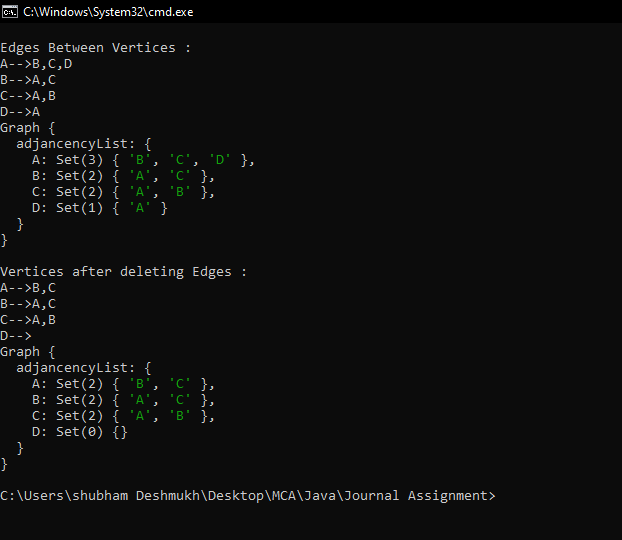 C:\Windows\System32\cmd.exe
Edges Between Vertices :
A-->B,C,D
B-->A,C
C-->A,B
D-->A
Graph {
  adjancencyList: {
    A: Set(3) { 'B', 'C', 'D' },
    B: Set(2) { 'A', 'C' },
    C: Set(2) { 'A', 'B' },
    D: Set(1) { 'A' }
  }
}
Vertices after deleting Edges :
A-->B,C
B-->A,C
C-->A,B
D-->
Graph {
  adjancencyList: {
    A: Set(2) { 'B', 'C' },
    B: Set(2) { 'A', 'C' },
    C: Set(2) { 'A', 'B' },
    D: Set(0) {}
  }
}
C:\Users\shubham Deshmukh\Desktop\MCA\Java\Journal Assignment>